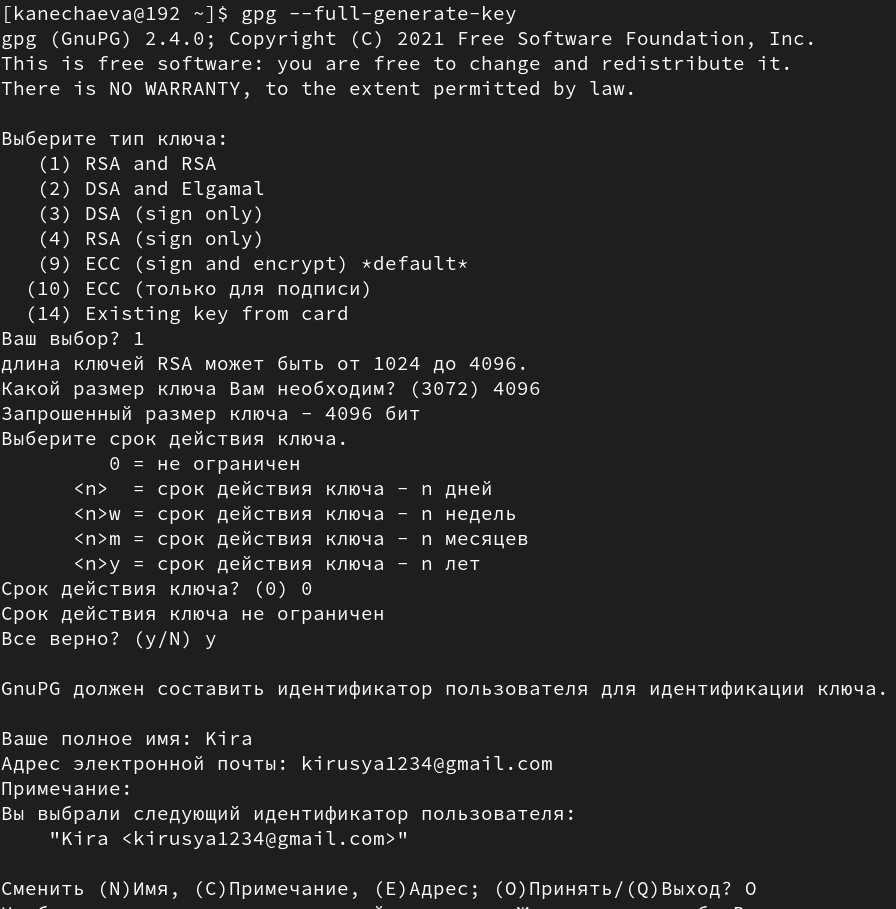 [kanechaeva@192 ~]$ gpg --full-generate-key
gpg (GnuPG) 2.4.0; Copyright (C) 2021 Free Software Foundation, Inc.
This is free software: you are free to change and redistribute it.
There is NO WARRANTY, to the extent permitted by law.

Выберите тип ключа:
   (1) RSA and RSA
   (2) DSA and Elgamal
   (3) DSA (sign only)
   (4) RSA (sign only)
   (9) ECC (sign and encrypt) *default*
  (10) ECC (только для подписи)
  (14) Existing key from card
Ваш выбор? 1
длина ключей RSA может быть от 1024 до 4096.
Какой размер ключа Вам необходим? (3072) 4096
Запрошенный размер ключа - 4096 бит
Выберите срок действия ключа.
         0 = не ограничен
      <n>  = срок действия ключа - n дней
      <n>w = срок действия ключа - n недель
      <n>m = срок действия ключа - n месяцев
      <n>y = срок действия ключа - n лет
Срок действия ключа? (0) 0
Срок действия ключа не ограничен
Все верно? (y/N) y

GnuPG должен составить идентификатор пользователя для идентификации ключа.

Ваше полное имя: Kira
Адрес электронной почты: kirusya1234@gmail.com
Примечание:
Вы выбрали следующий идентификатор пользователя:
    "Kira <kirusya1234@gmail.com>"

Сменить (N)Имя, (C)Примечание, (E)Адрес; (O)Принять/(Q)Выход? O